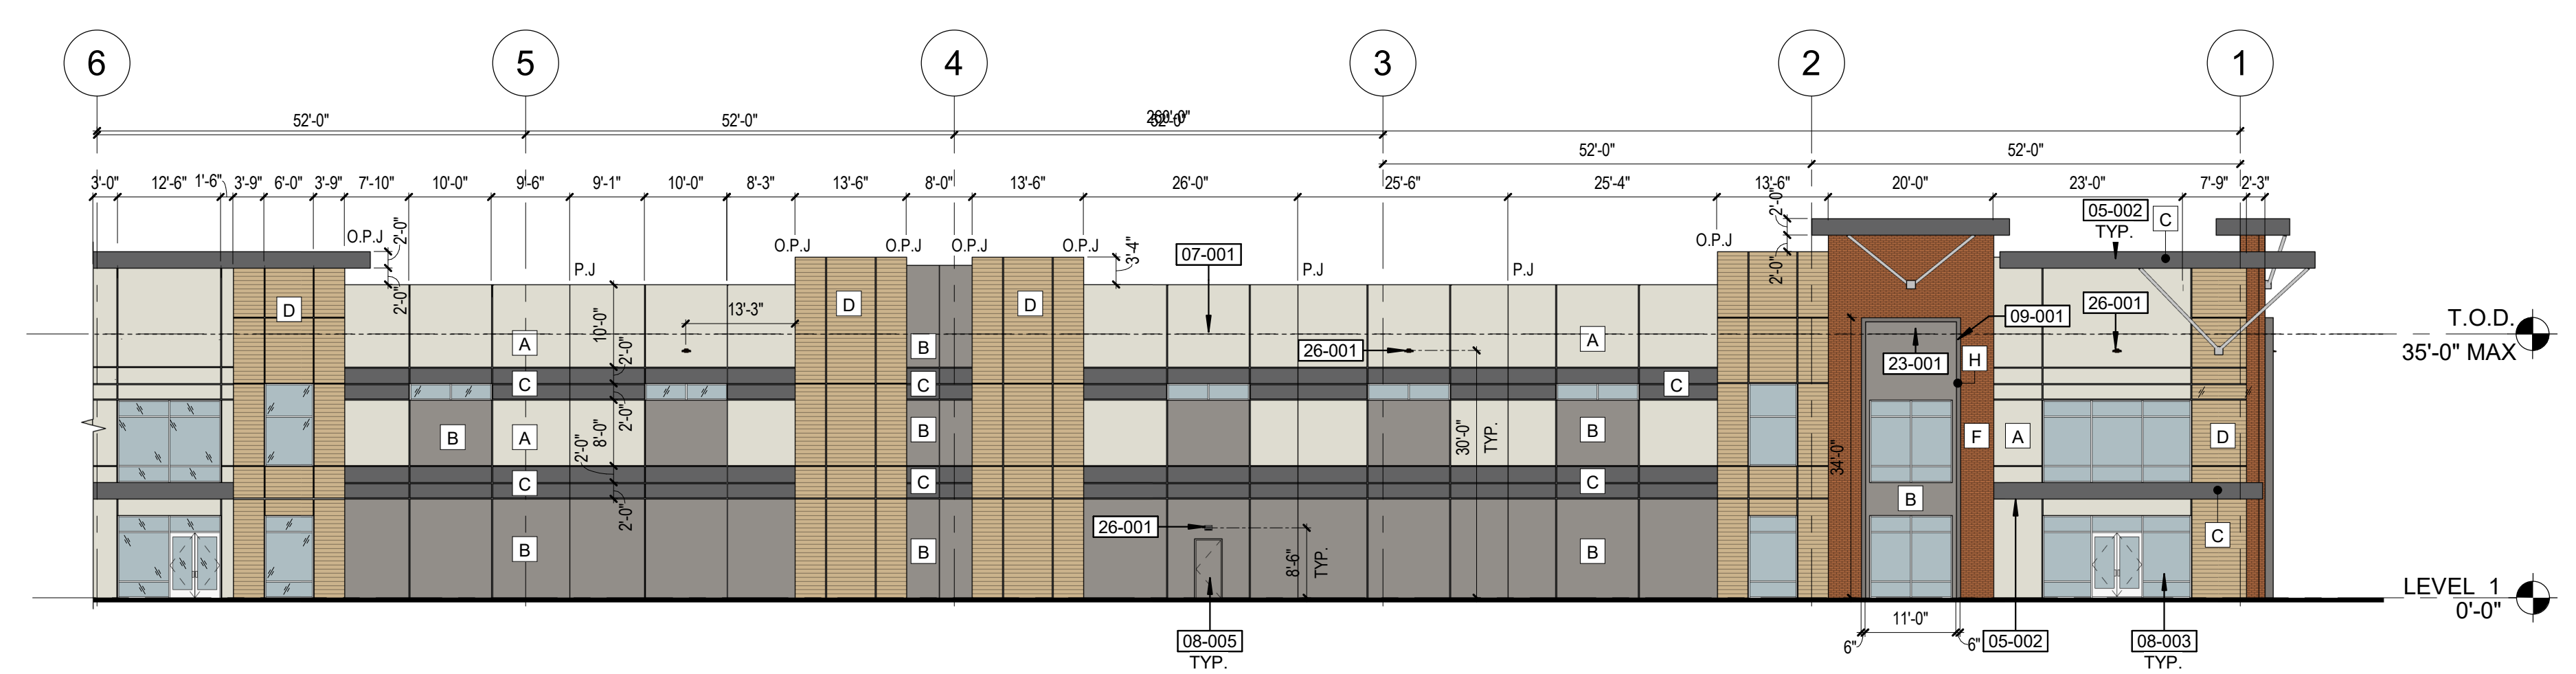 6 5 4 3 2 1
52'-0" 52'-0" 52'-0"
52'-0" 52'-0"
3'-0" 12'-6" 1'-6" 3'-9" 6'-0" 3'-9" 7'-10" 10'-0" 9'-6" 9'-1" 10'-0" 8'-3" 13'-6" 8'-0" 13'-6" 26'-0" 25'-6" 25'-4" 13'-6" 20'-0" 23'-0" 7'-9" 2'-3"
2'-0" 05-002 C
TYP.
O.P.J 2'-0" O.P.J O.P.J O.P.J O.P.J 3'-4" 07-001 O.P.J
P.J P.J P.J 2'-0"
2'-0" D 13'-3" D D 26-001
10'-0" 09-001 T.O.D.
A B A
2'-0" 26-001 23-001 H 35'-0" MAX
C C C
2'-0" 8'-0" 2'-0"
B A B 30'-0" TYP. B F A D
34'-0"
C C C
2'-0" B C
26-001
B B 8'-6" TYP. B
LEVEL 1
0'-0"
11'-0"
6" 6"
08-005 05-002 08-003
TYP. TYP.